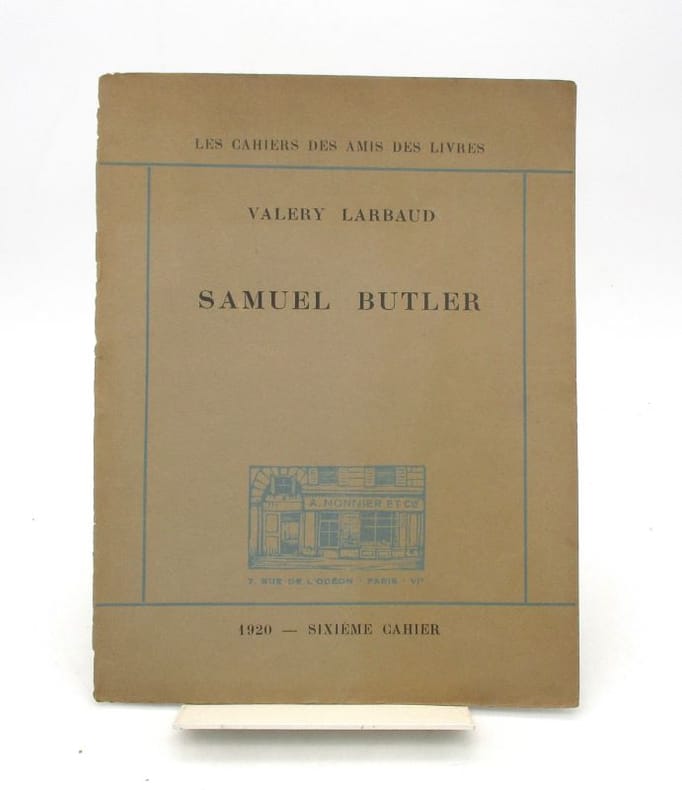 LES CAHIERS DES AMIS DES LIVRES
VALERY LARBAUD
SAMUEL BUTLER
A. MONNIER ET Cº
7, RUE DE L'ODÉON · PARIS · VIᵉ
1920 — SIXIÈME CAHIER